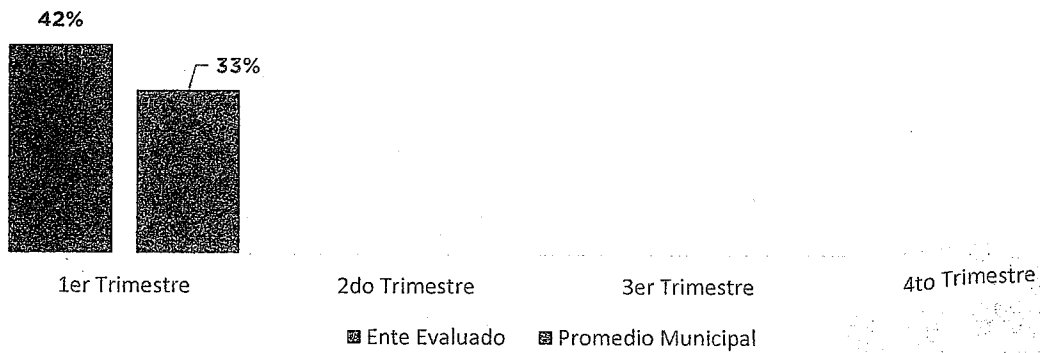 42%
33%
1er Trimestre 2do Trimestre 3er Trimestre 4to Trimestre
Ente Evaluado Promedio Municipal